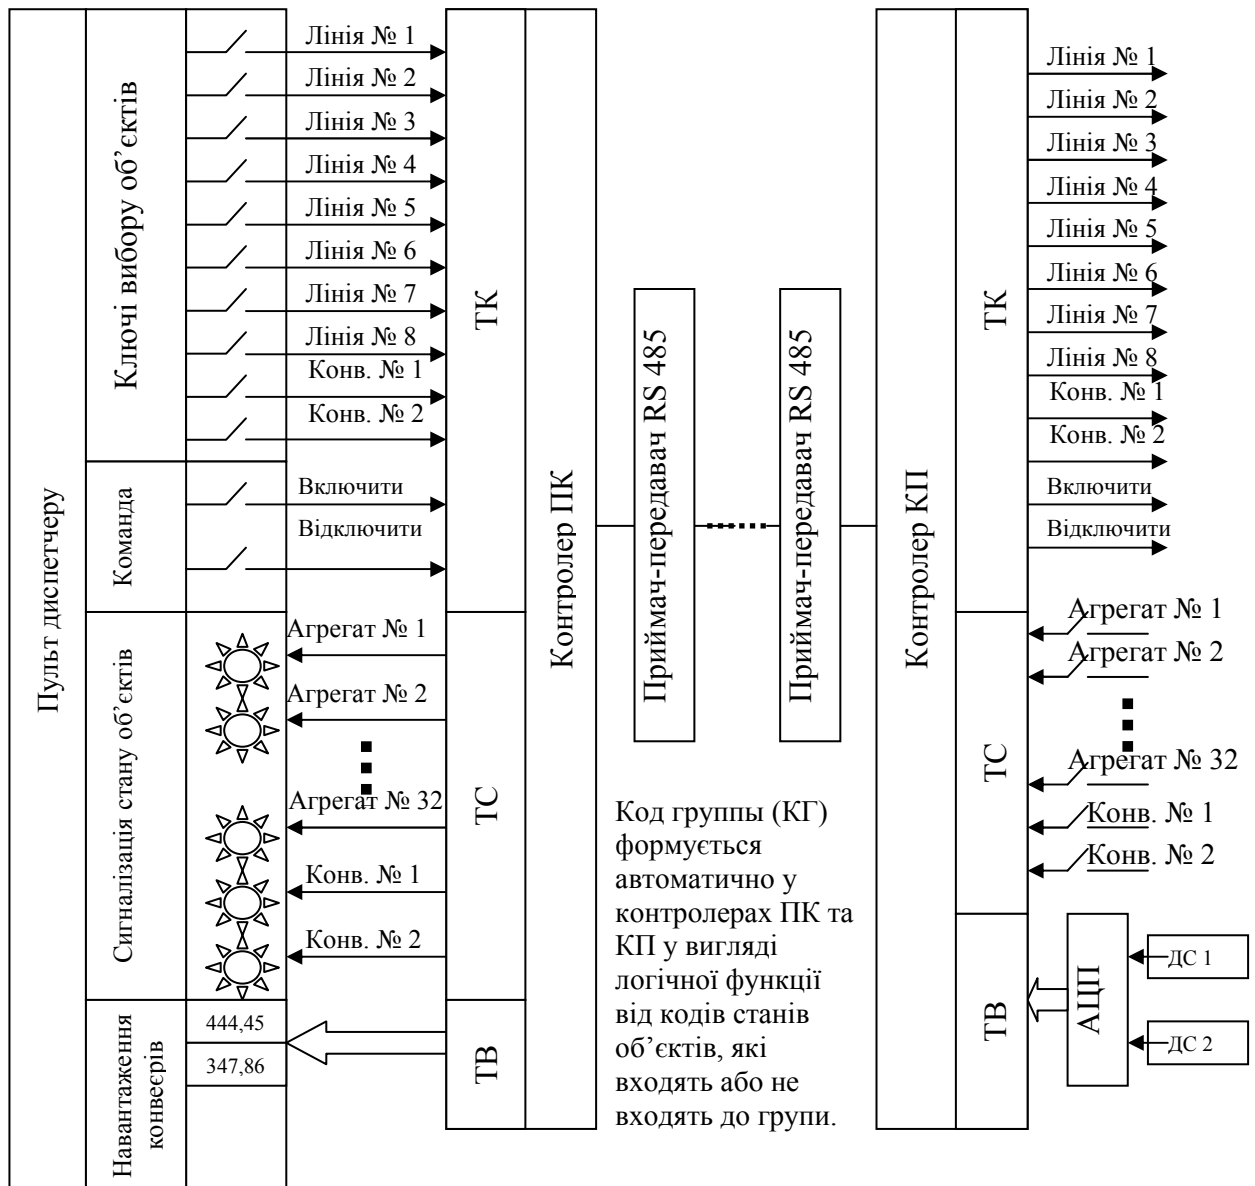 Пульт диспетчеру
Ключі вибору об’єктів
Лінія № 1
Лінія № 2
Лінія № 3
Лінія № 4
Лінія № 5
Лінія № 6
Лінія № 7
Лінія № 8
Конв. № 1
Конв. № 2
Команда
Включити
Відключити
Сигналізація стану об’єктів
Агрегат № 1
Агрегат № 2
Агрегат № 32
Конв. № 1
Конв. № 2
Навантаження
конвеєрів
444,45
347,86
ТК
ТС
ТВ
Контролер ПК
Приймач-передавач RS 485
Приймач-передавач RS 485
Код группы (КГ)
формується
автоматично у
контролерах ПК та
КП у вигляді
логічної функції
від кодів станів
об’єктів, які
входять або не
входять до групи.
Контролер КП
ТК
ТС
ТВ
Лінія № 1
Лінія № 2
Лінія № 3
Лінія № 4
Лінія № 5
Лінія № 6
Лінія № 7
Лінія № 8
Конв. № 1
Конв. № 2
Включити
Відключити
Агрегат № 1
Агрегат № 2
Агрегат № 32
Конв. № 1
Конв. № 2
АЦП
ДС 1
ДС 2